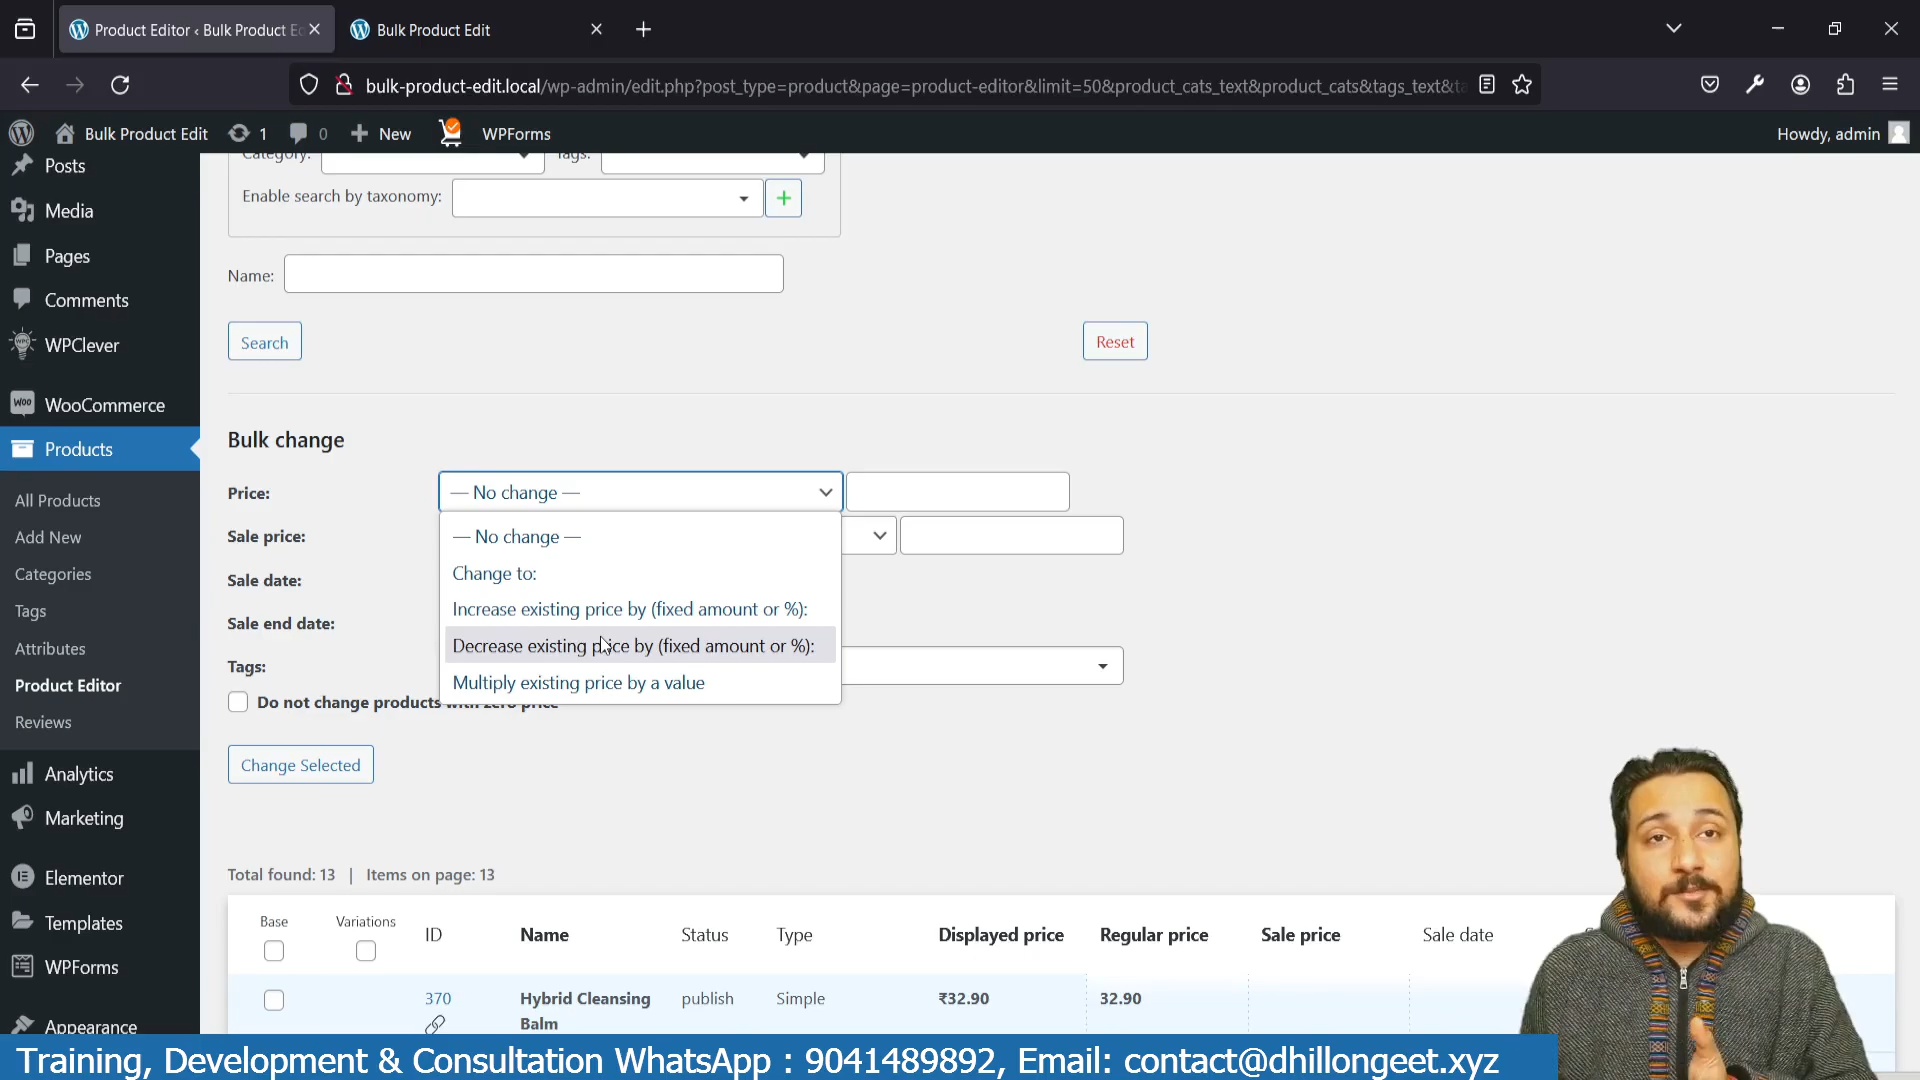 Product Editor ‹ Bulk Product Ed
Bulk Product Edit
bulk-product-edit.local/wp-admin/edit.php?post_type=product&page=product-editor&limit=50&product_cats_text&product_cats&tags_text&ta
Bulk Product Edit
1
0
New
WPForms
Howdy, admin
Posts
Media
Pages
Comments
WPClever
WooCommerce
Products
All Products
Add New
Categories
Tags
Attributes
Product Editor
Reviews
Analytics
Marketing
Elementor
Templates
WPForms
Appearance
Category:
Tags:
Enable search by taxonomy:
+
Name:
Search
Reset
Bulk change
Price:
— No change —
Sale price:
— No change —
Change to:
Sale date:
Increase existing price by (fixed amount or %):
Sale end date:
Decrease existing price by (fixed amount or %):
Tags:
Multiply existing price by a value
Do not change products with zero price
Change Selected
Total found: 13 | Items on page: 13
Base
Variations
ID
Name
Status
Type
Displayed price
Regular price
Sale price
Sale date
370
Hybrid Cleansing
Balm
publish
Simple
₹32.90
32.90
Training, Development & Consultation WhatsApp : 9041489892, Email: contact@dhillongeet.xyz